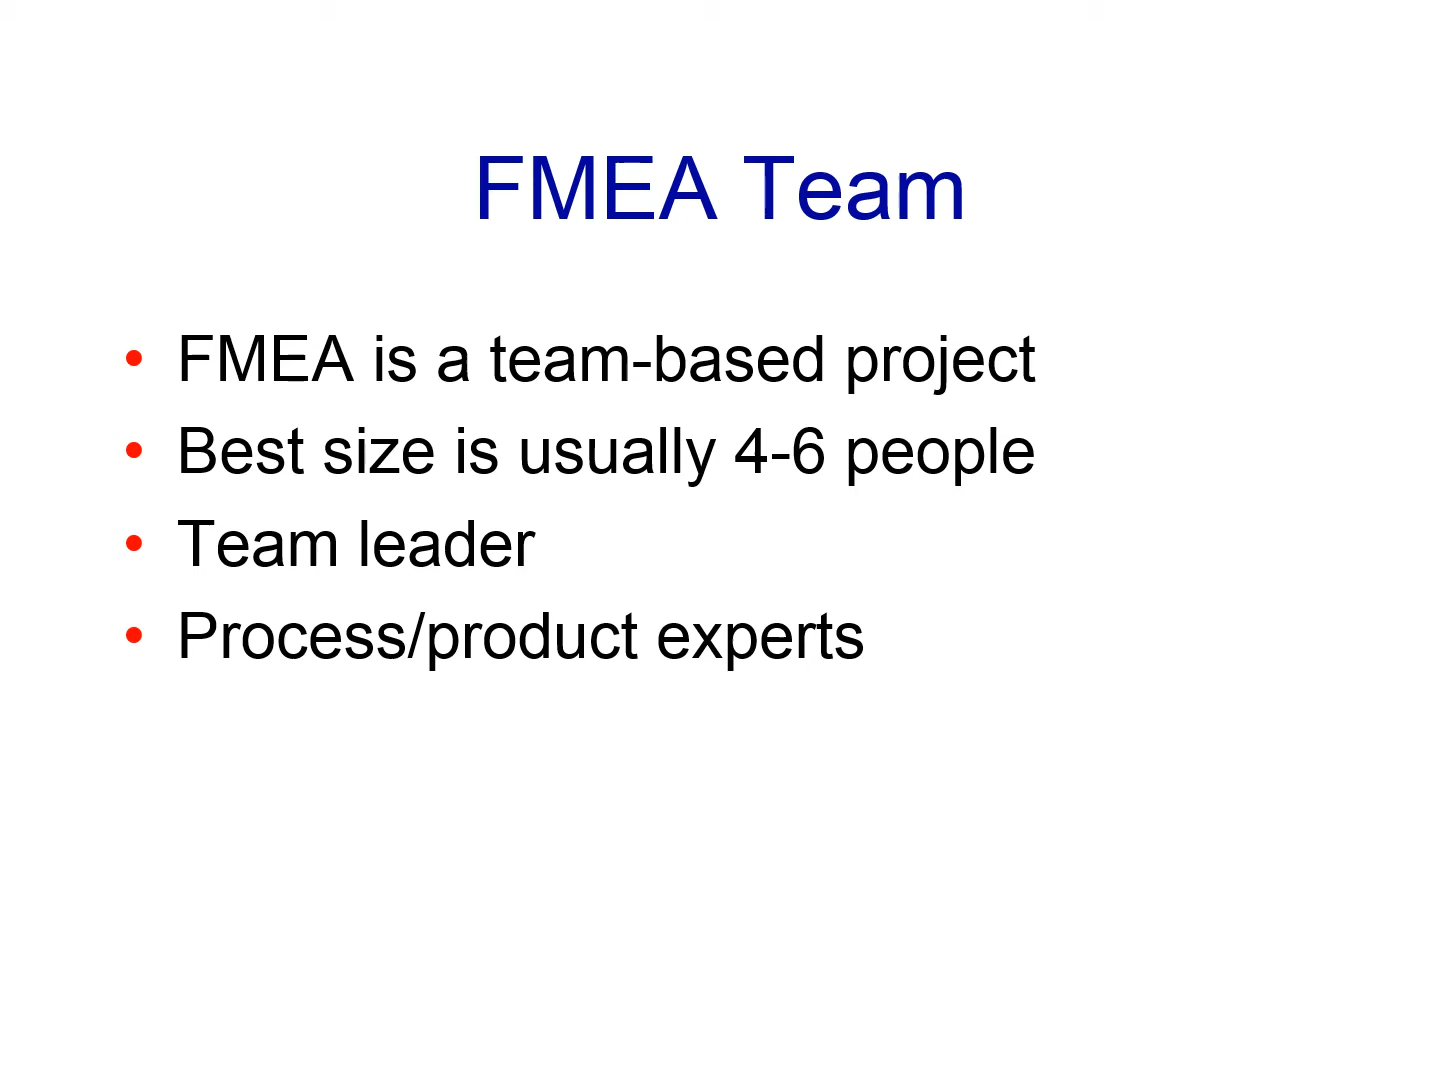 FMEA Team
• FMEA is a team-based project
• Best size is usually 4-6 people
• Team leader
• Process/product experts